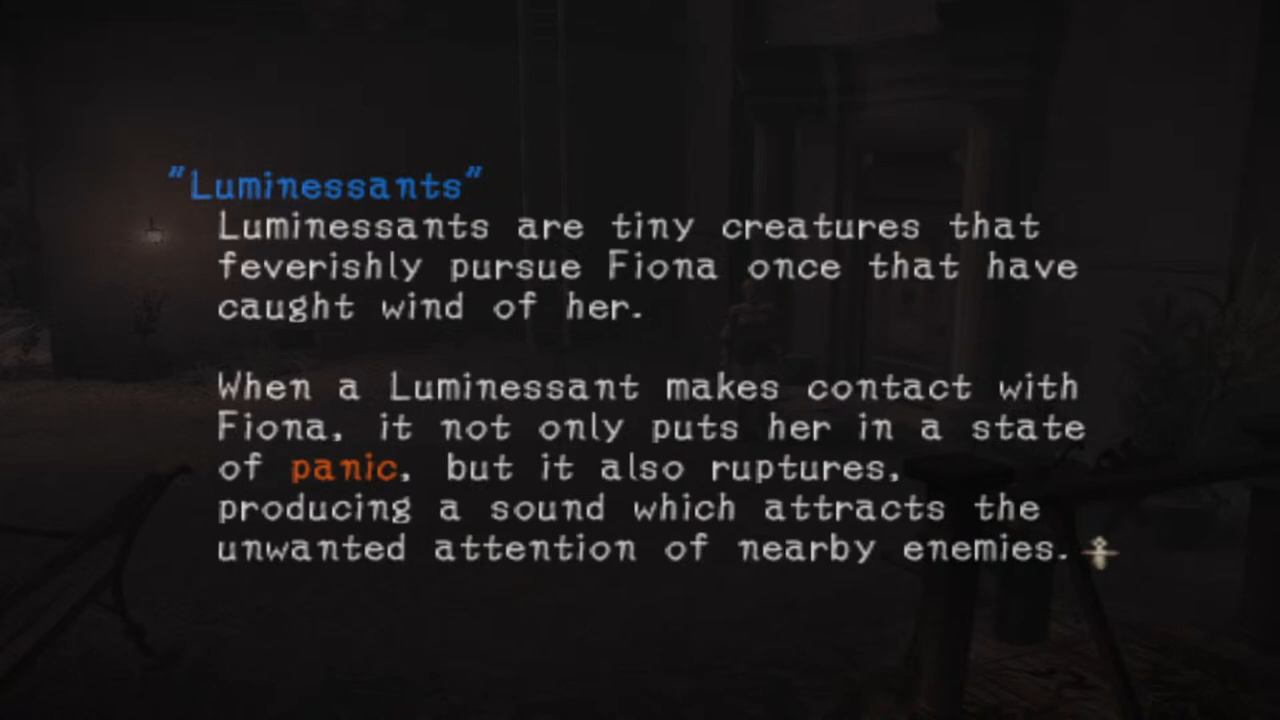 "Luminessants"
Luminessants are tiny creatures that
feverishly pursue Fiona once that have
caught wind of her.
When a Luminessant makes contact with
Fiona, it not only puts her in a state
of panic, but it also ruptures,
producing a sound which attracts the
unwanted attention of nearby enemies.